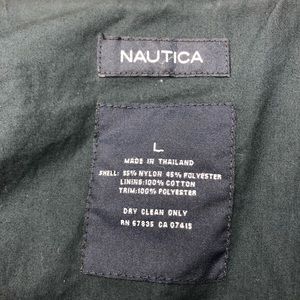 NAUTICA
L
MADE IN THAILAND
SHELL: 55% NYLON 45% POLYESTER
LINING:100% COTTON
TRIM:100% POLYESTER
DRY CLEAN ONLY
RN 67835 CA 07415